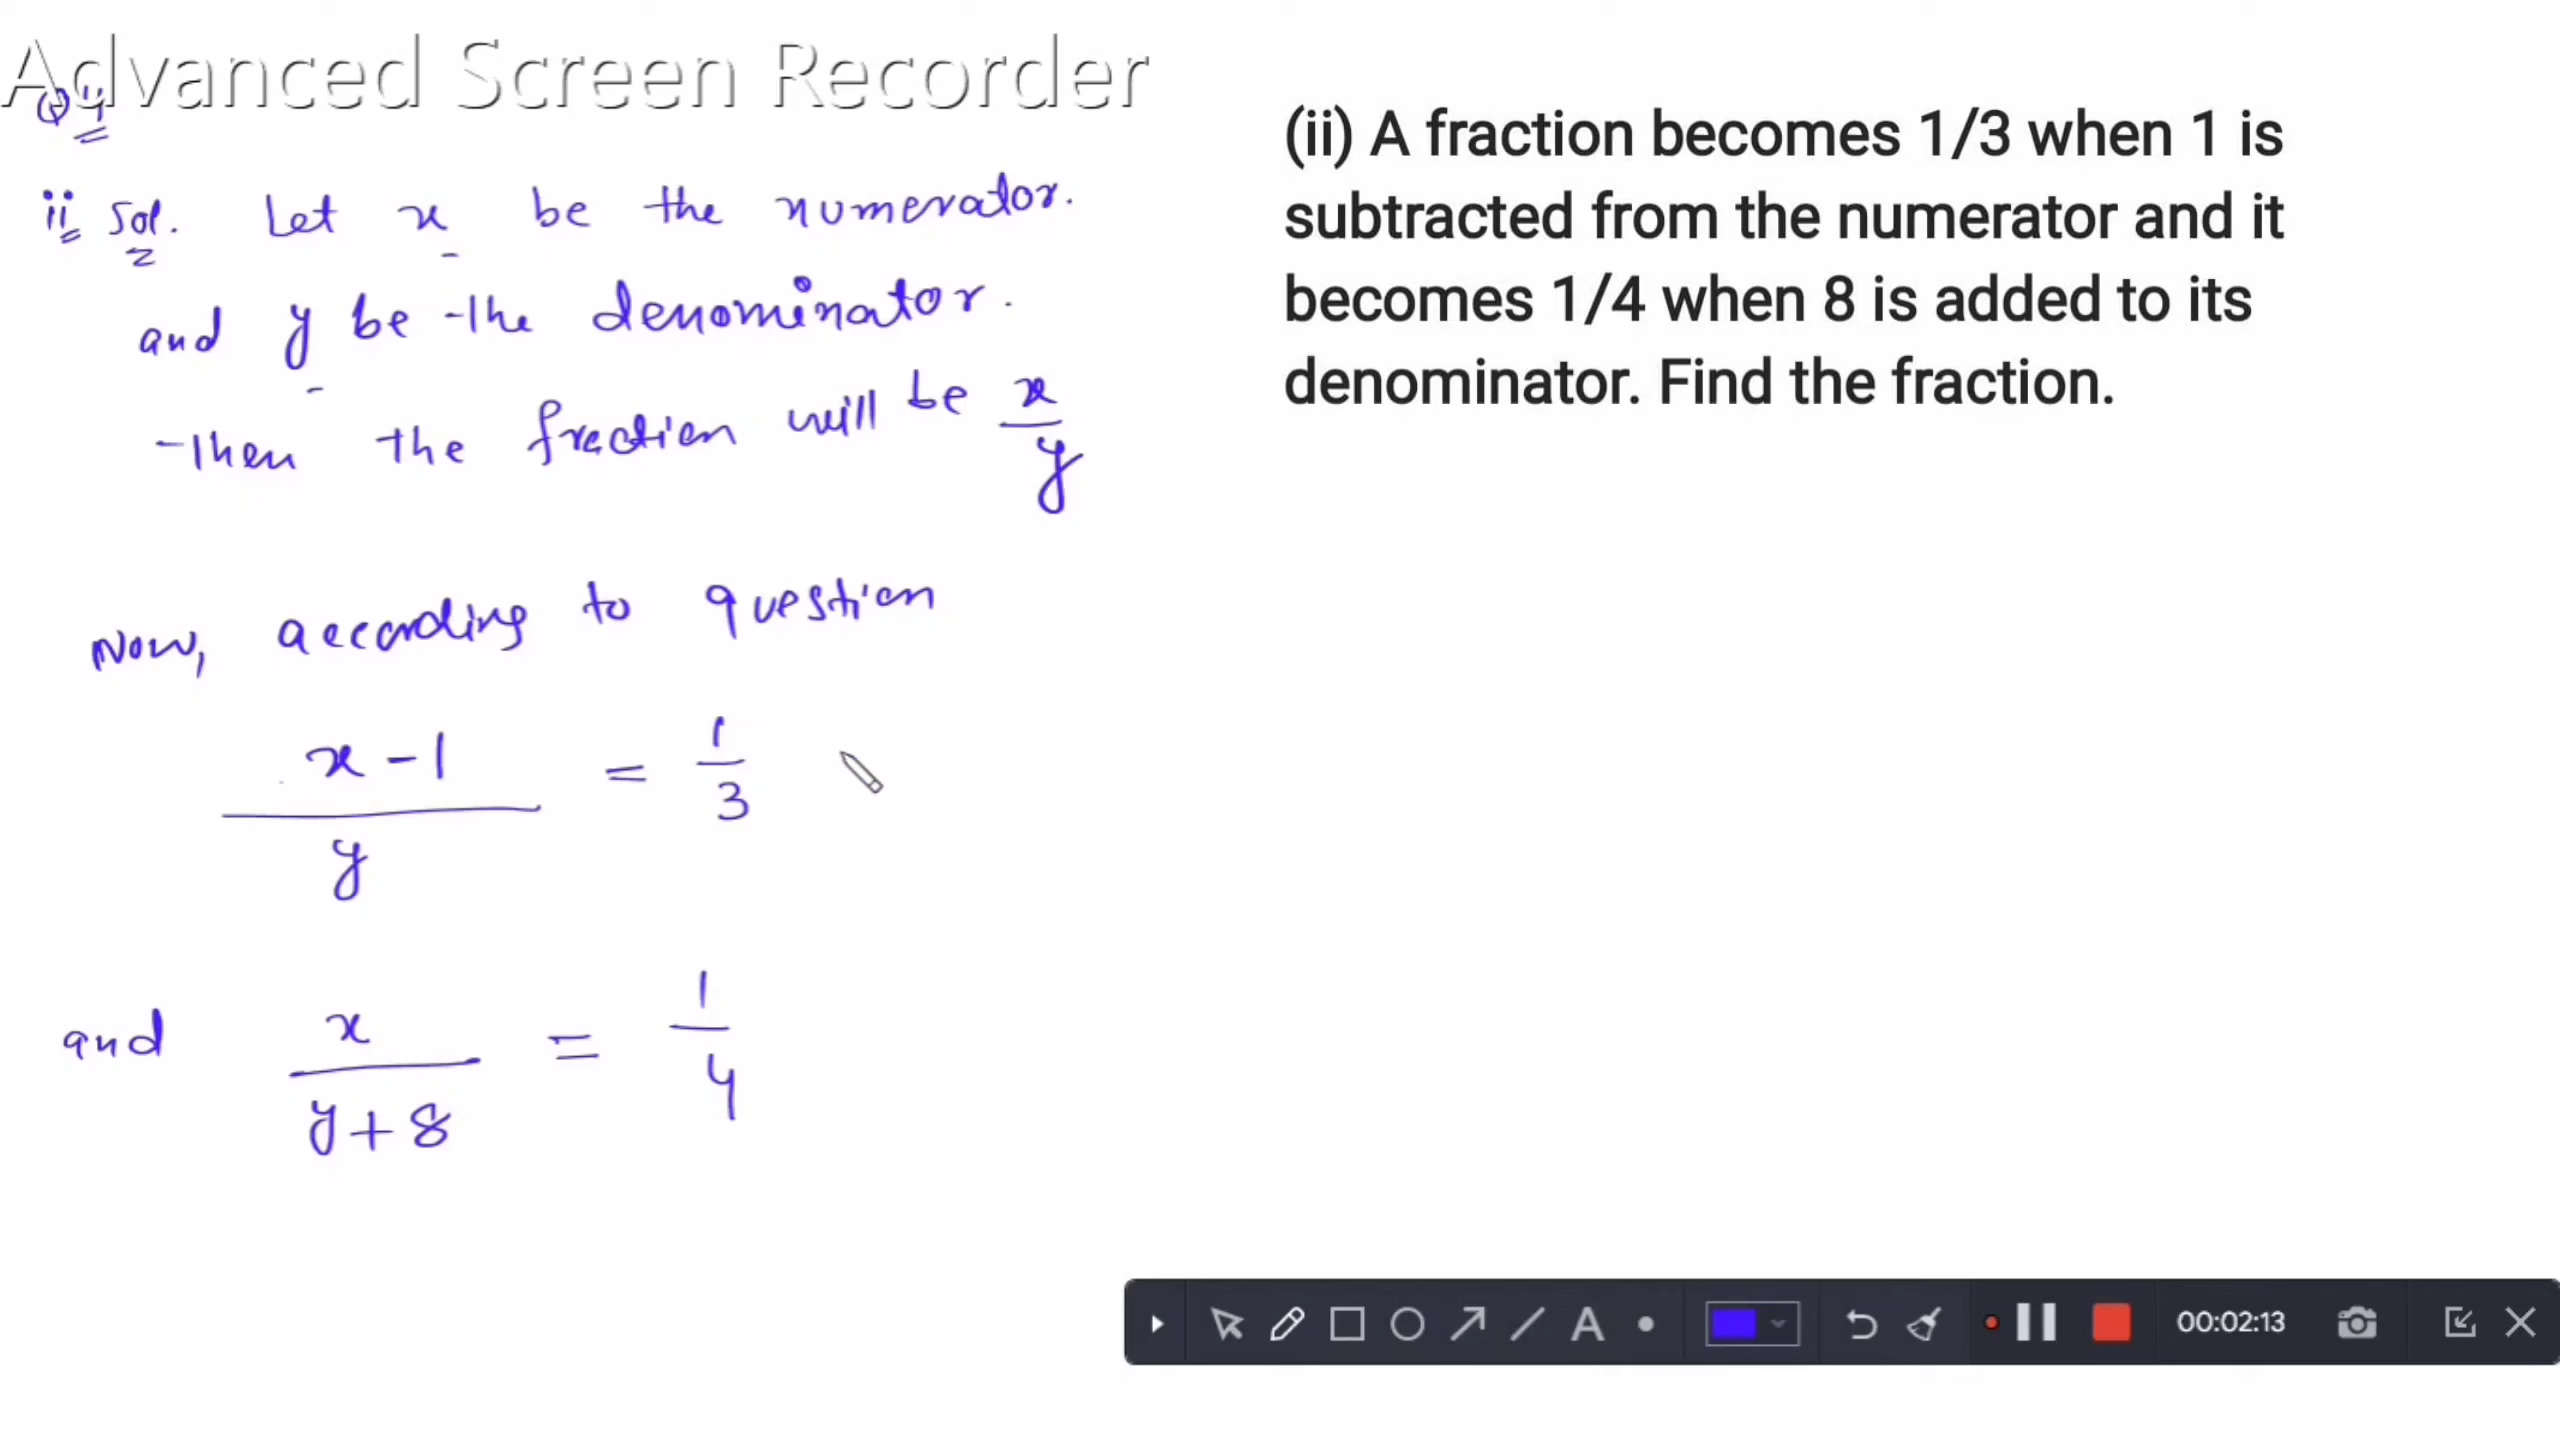 Advanced Screen Recorder
Q4
ii Sol. Let x be the numerator.
and y be the denominator.
then the fraction will be x/y
Now, according to question
x - 1 / y = 1/3
and x / y + 8 = 1/4
(ii) A fraction becomes 1/3 when 1 is
subtracted from the numerator and it
becomes 1/4 when 8 is added to its
denominator. Find the fraction.
A
00:02:13